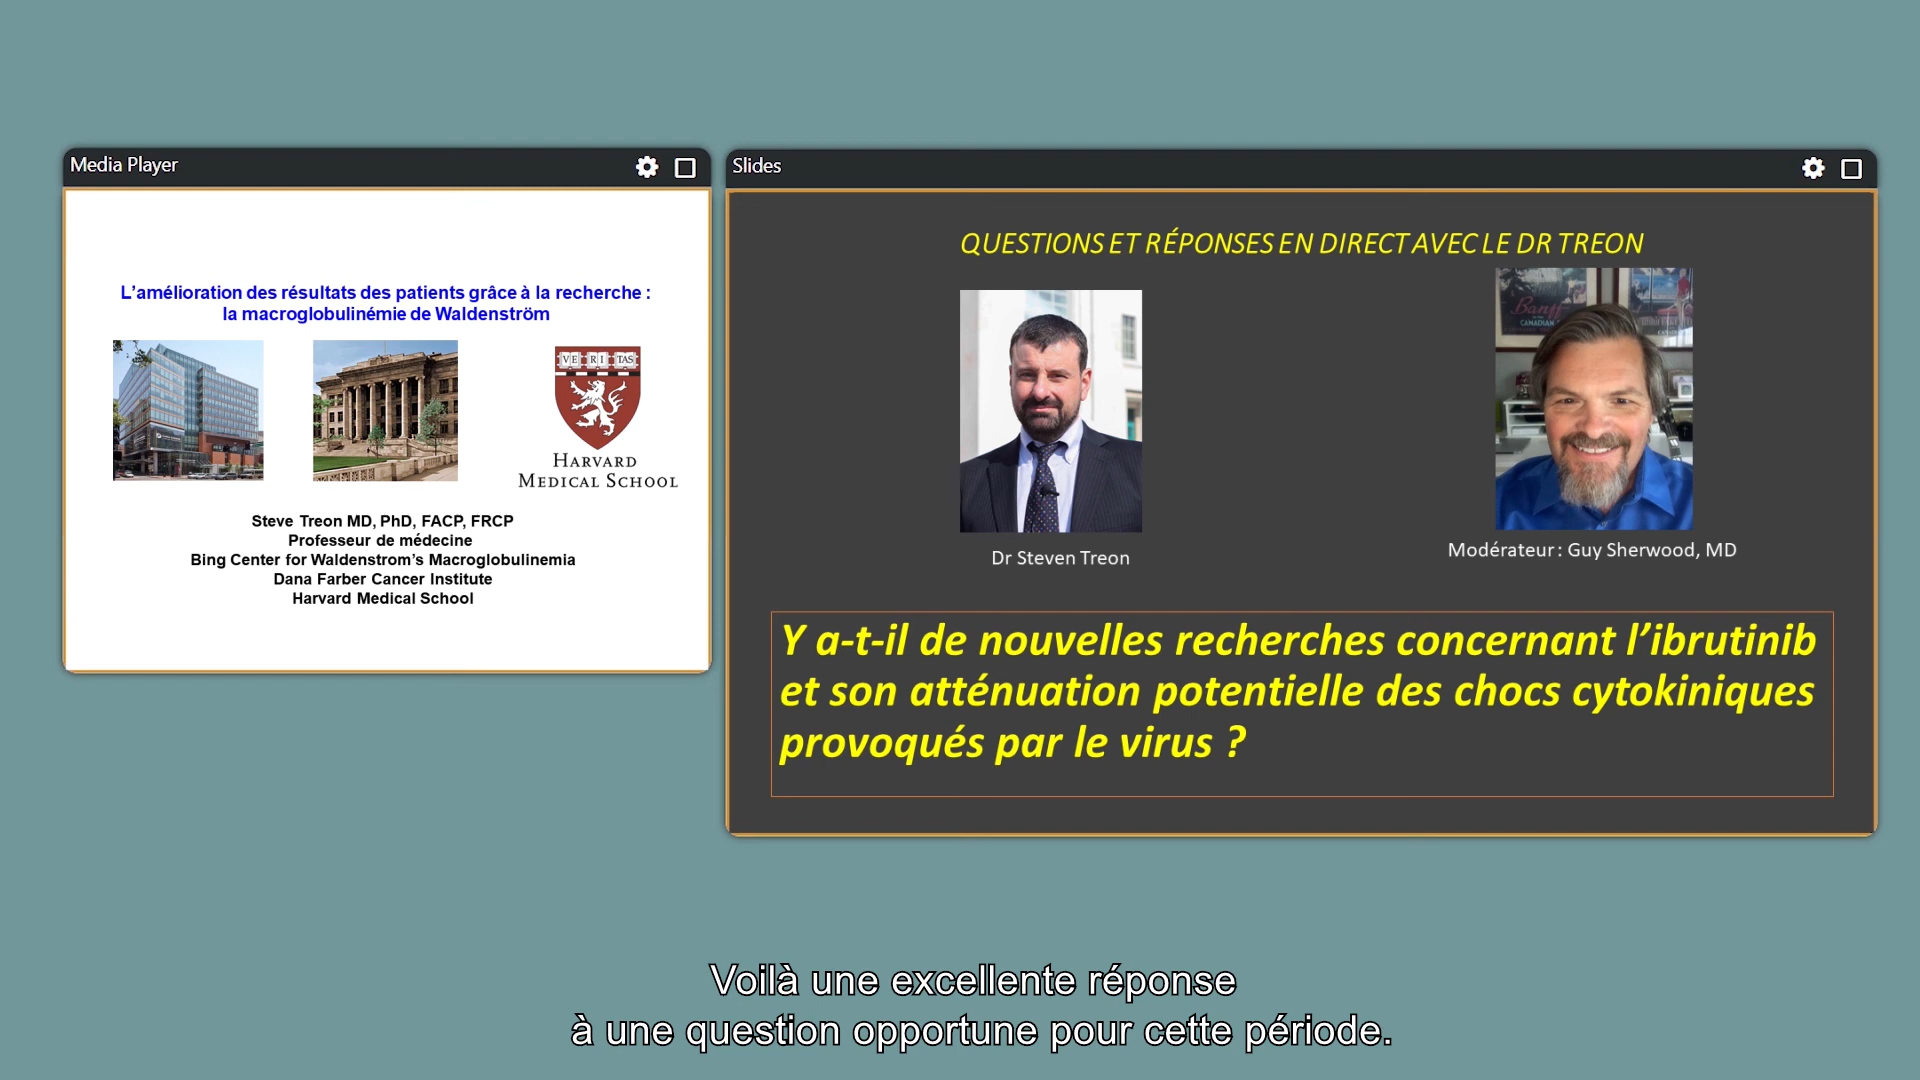 Media Player
L’amélioration des résultats des patients grâce à la recherche :
la macroglobulinémie de Waldenström
VE RI TAS
HARVARD
MEDICAL SCHOOL
Steve Treon MD, PhD, FACP, FRCP
Professeur de médecine
Bing Center for Waldenstrom’s Macroglobulinemia
Dana Farber Cancer Institute
Harvard Medical School
Slides
QUESTIONS ET RÉPONSES EN DIRECT AVEC LE DR TREON
Banff
CANADIAN
Dr Steven Treon
Modérateur : Guy Sherwood, MD
Y a-t-il de nouvelles recherches concernant l’ibrutinib
et son atténuation potentielle des chocs cytokiniques
provoqués par le virus ?
Voilà une excellente réponse
à une question opportune pour cette période.